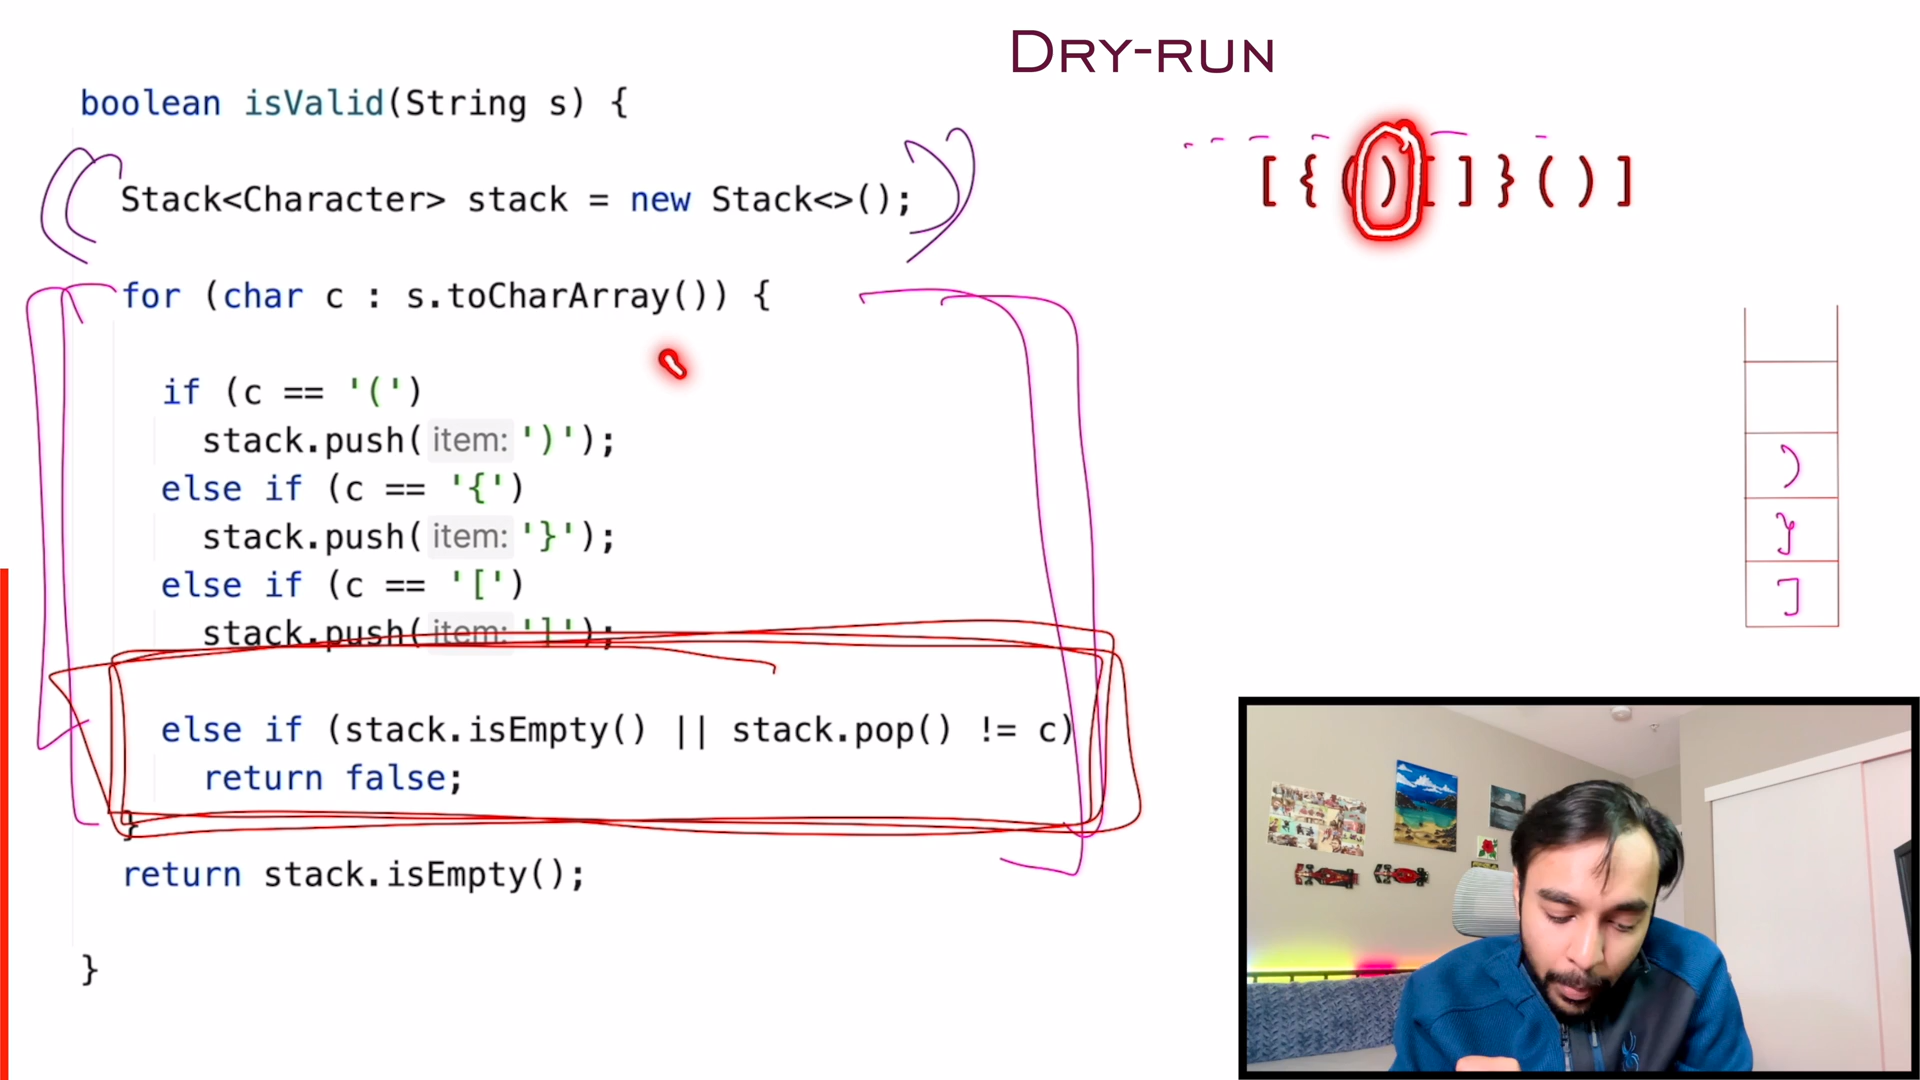 DRY-RUN
boolean isValid(String s) {
Stack<Character> stack = new Stack<>();
for (char c : s.toCharArray()) {
if (c == '(')
stack.push( item: ')');
else if (c == '{')
stack.push( item: '}');
else if (c == '[')
stack.push( item: ']');
else if (stack.isEmpty() || stack.pop() != c)
return false;
}
return stack.isEmpty();
}
[{()[]}()]
)
}
]